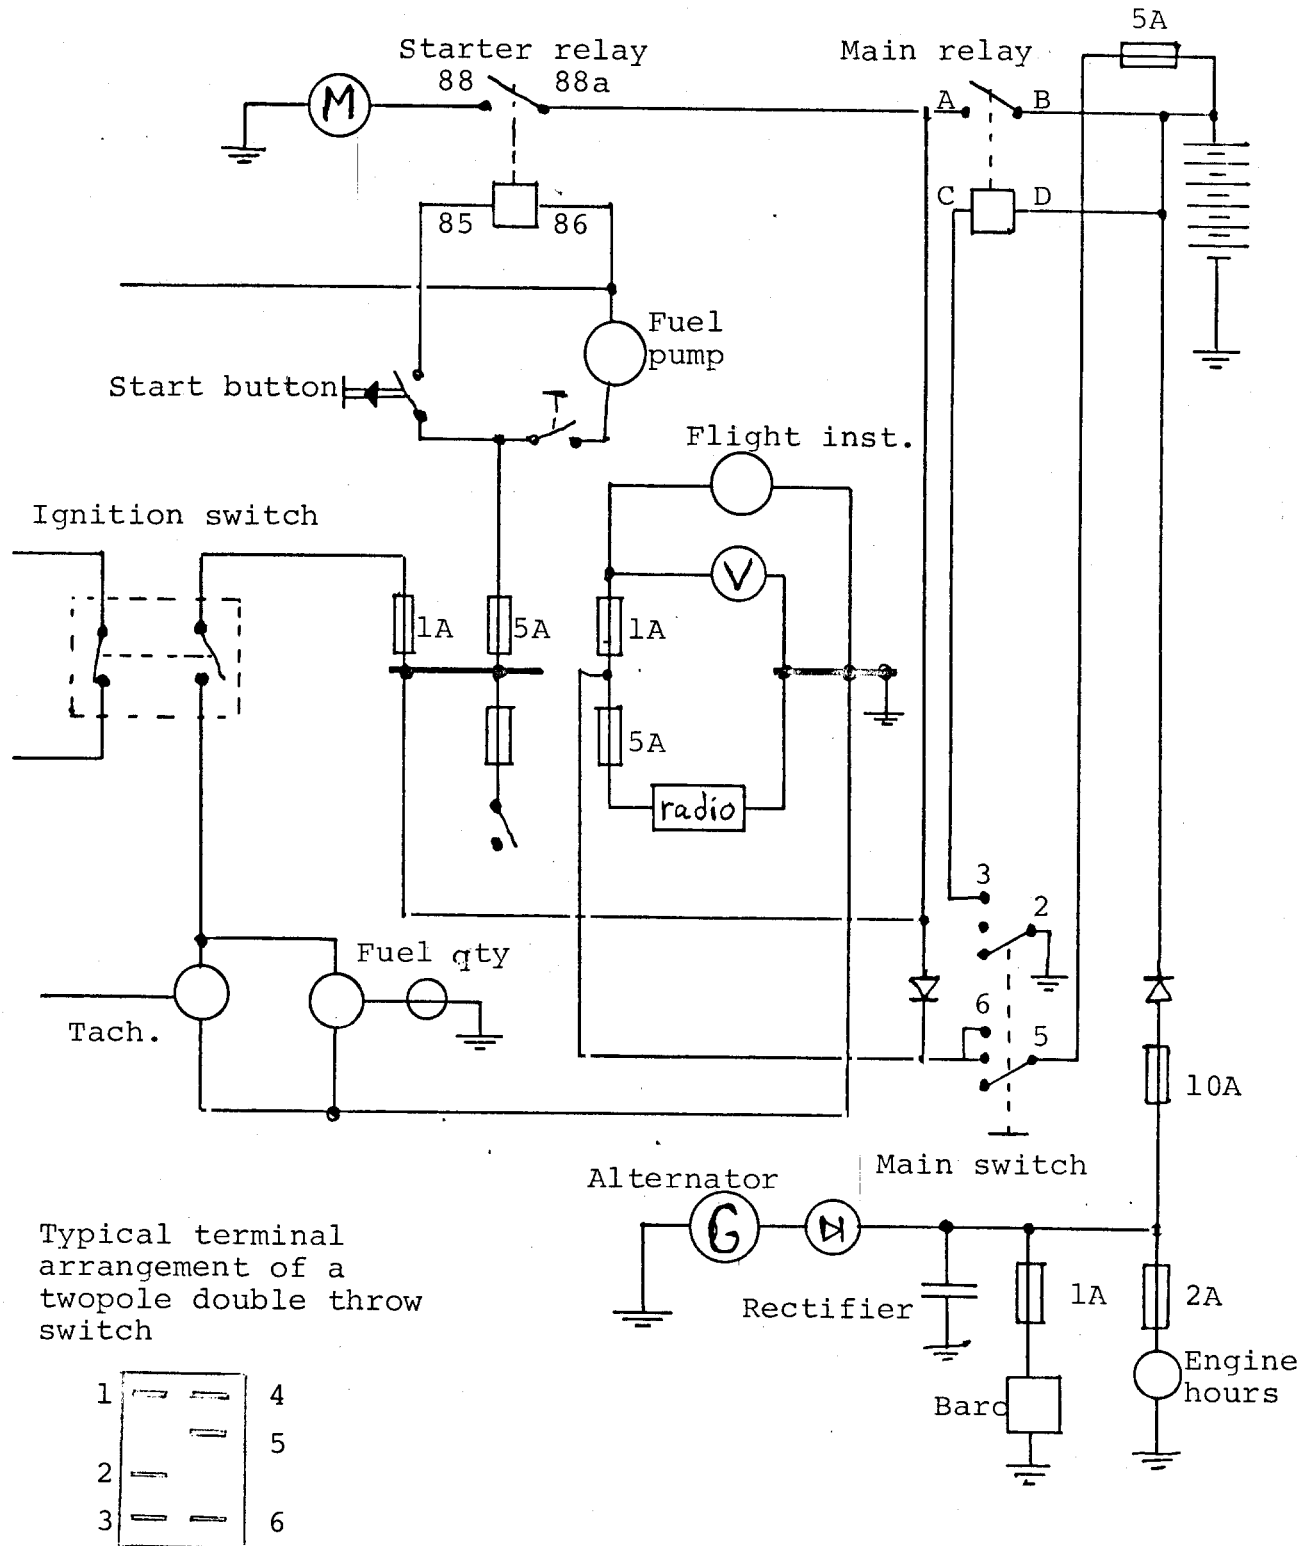 5A
Starter relay
Main relay
88
88a
M
A
B
C
D
85
86
Fuel
pump
Start button
Flight inst.
Ignition switch
V
1A
5A
1A
5A
radio
3
2
Fuel qty
6
5
Tach.
10A
Main switch
Alternator
G
Rectifier
1A
2A
Engine
hours
Baro
Typical terminal
arrangement of a
twopole double throw
switch
1
4
5
2
3
6